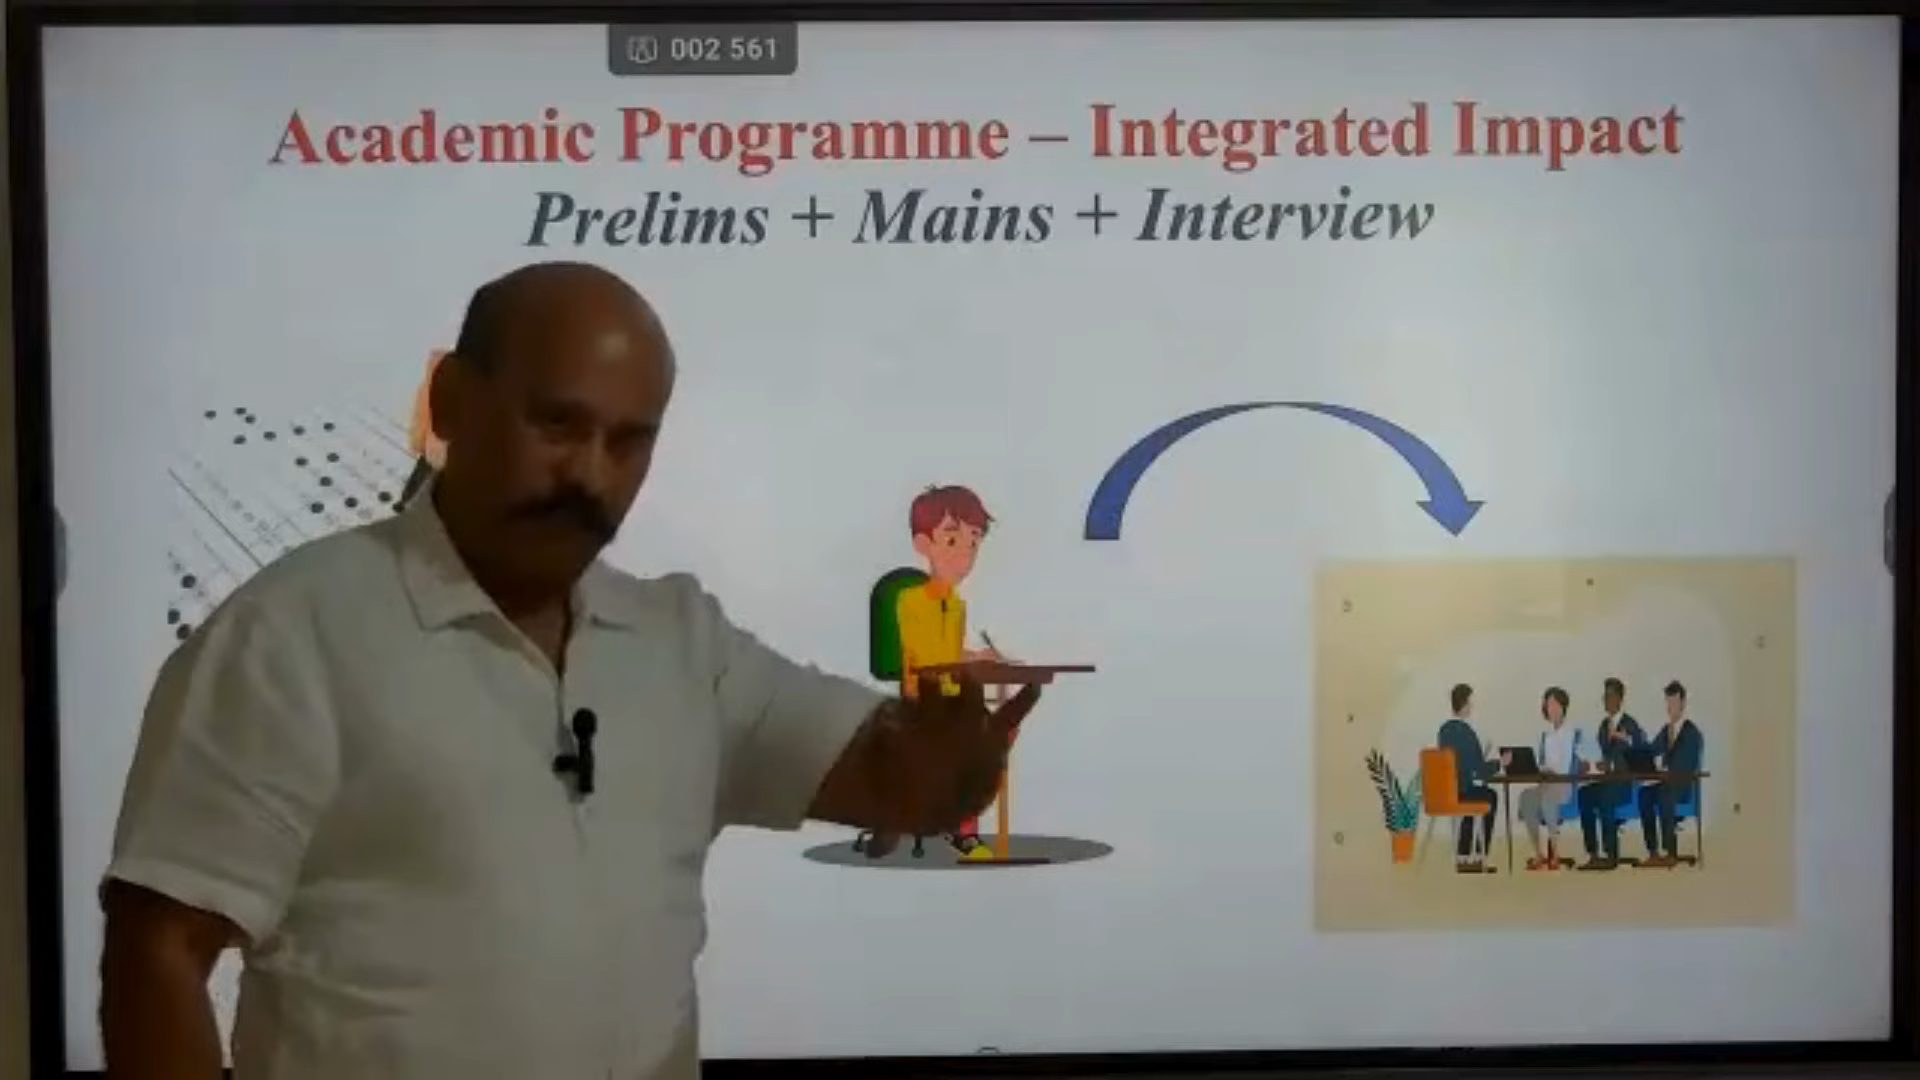 002 561
Academic Programme – Integrated Impact
Prelims + Mains + Interview